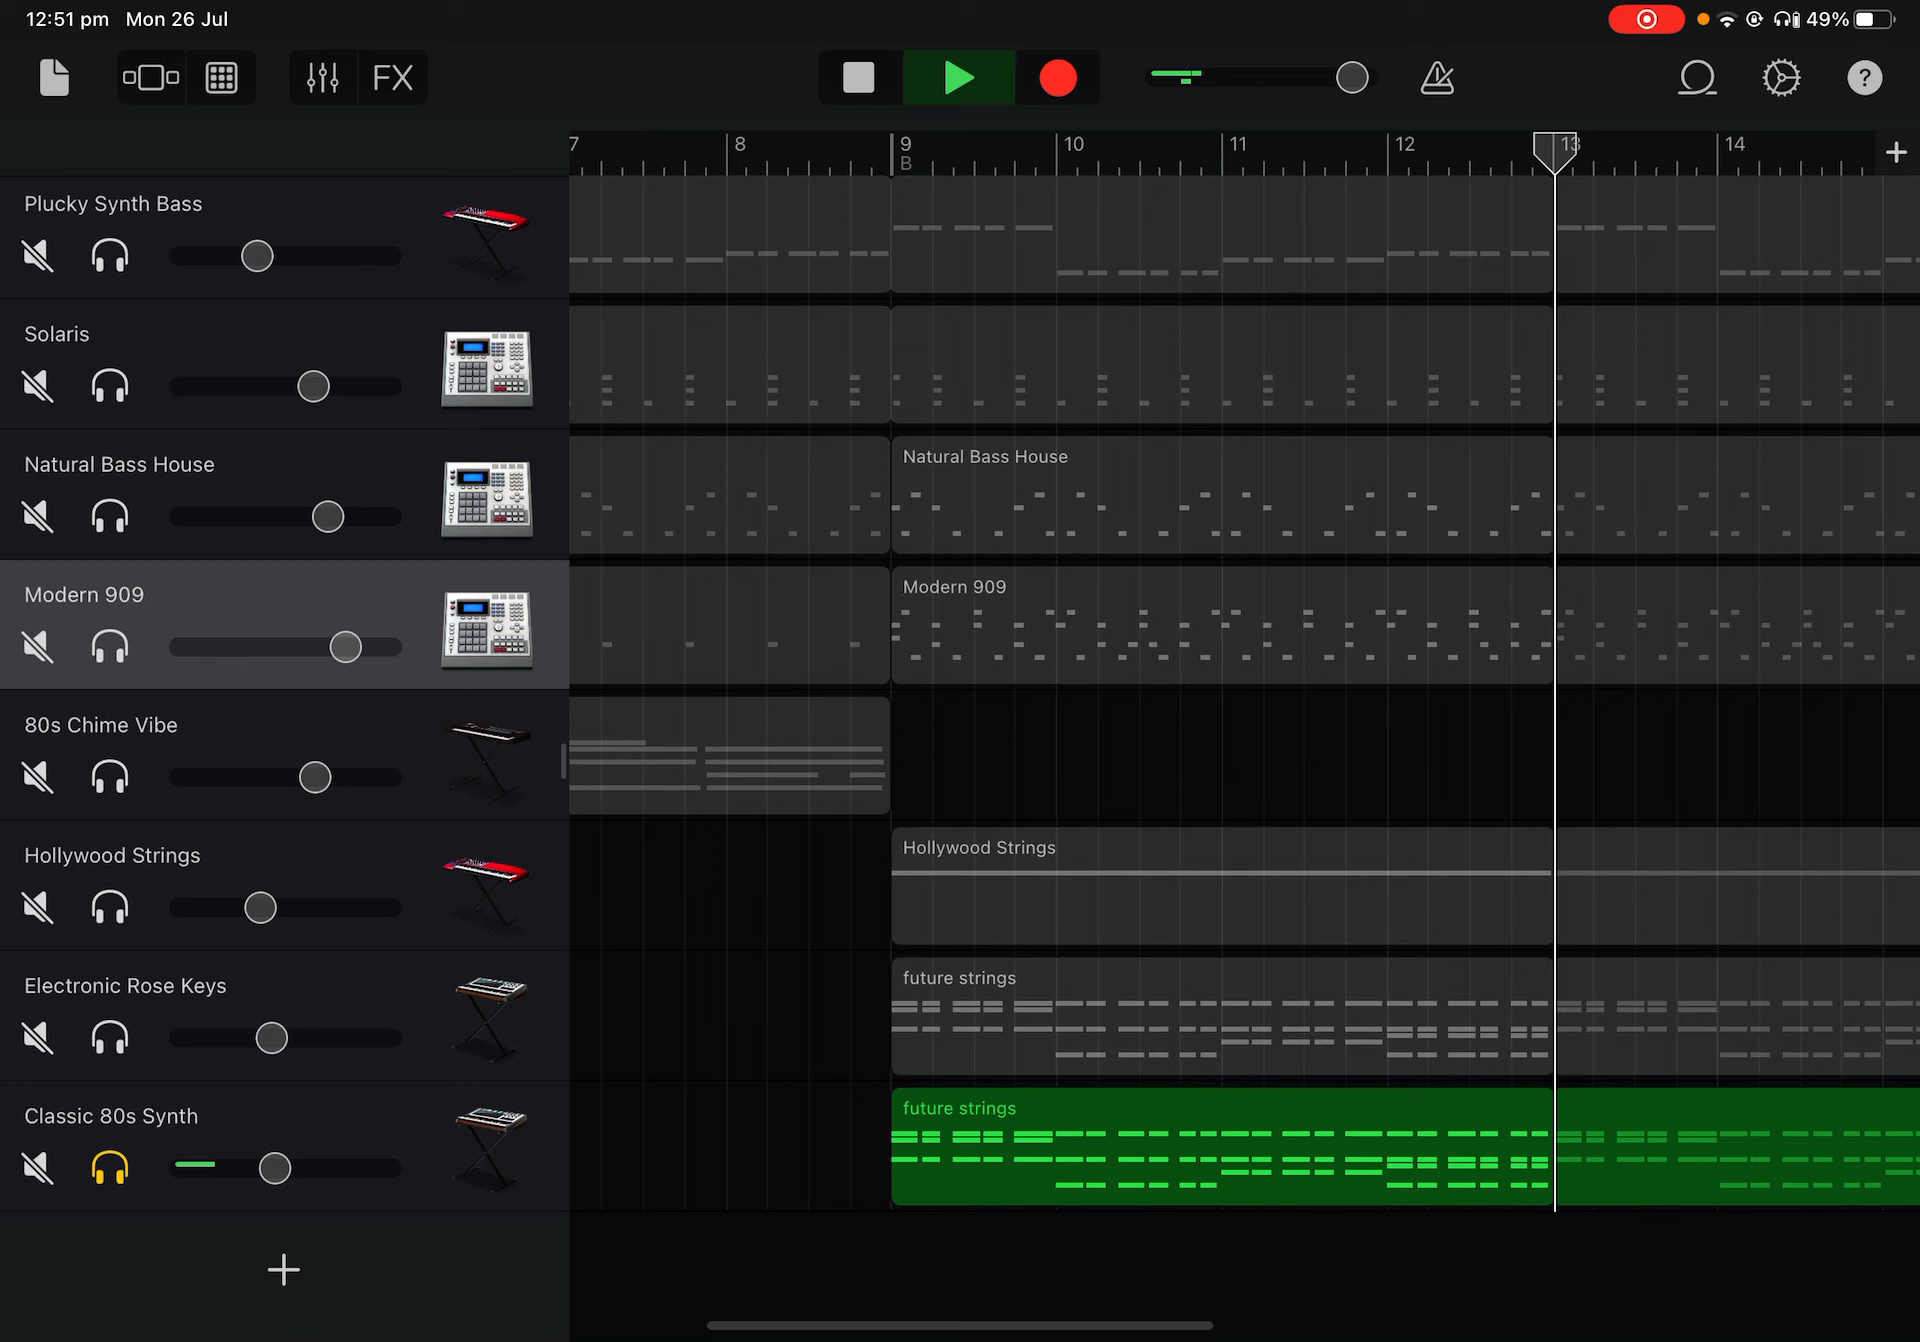 12:51 pm Mon 26 Jul
49%
FX
?
7 8 9 10 11 12 13 14
B
Plucky Synth Bass
Solaris
Natural Bass House
Natural Bass House
Modern 909
Modern 909
80s Chime Vibe
Hollywood Strings
Hollywood Strings
Electronic Rose Keys
future strings
Classic 80s Synth
future strings